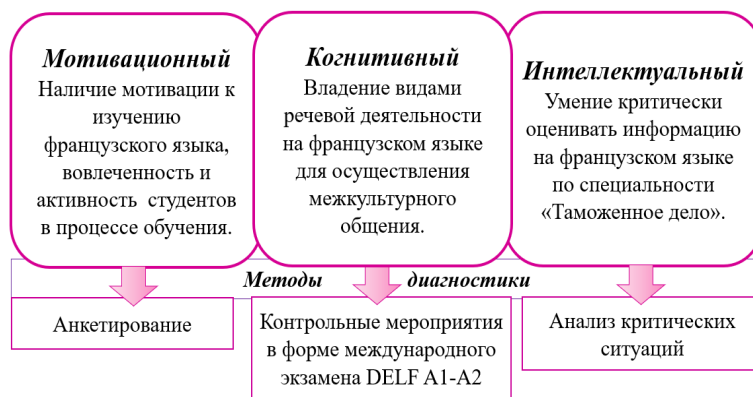 Мотивационный
Наличие мотивации к
изучению
французского языка,
вовлеченность и
активность студентов
в процессе обучения.
Когнитивный
Владение видами
речевой деятельности
на французском языке
для осуществления
межкультурного
общения.
Интеллектуальный
Умение критически
оценивать информацию
на французском языке
по специальности
«Таможенное дело».
Методы диагностики
Анкетирование
Контрольные мероприятия
в форме международного
экзамена DELF A1-A2
Анализ критических
ситуаций